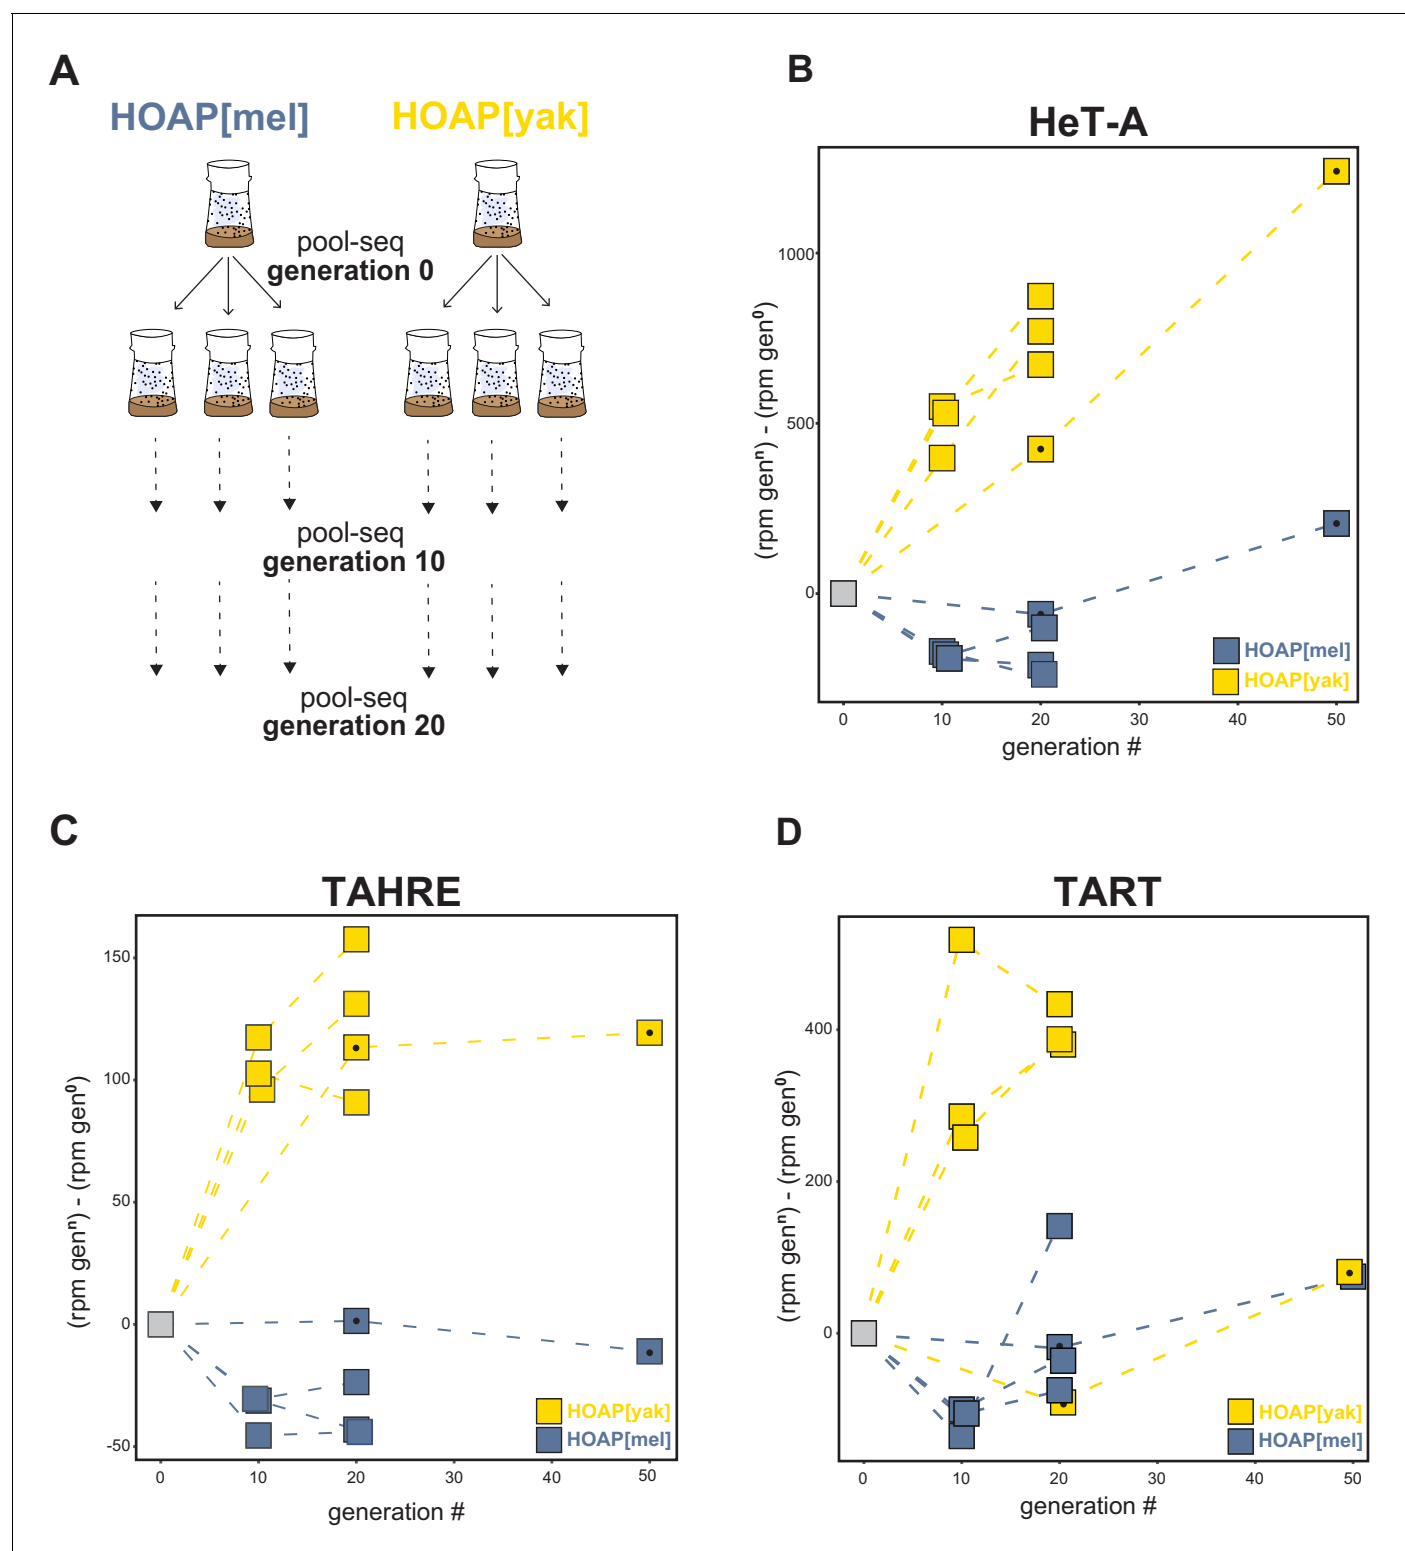 A
HOAP[mel]
HOAP[yak]
pool-seq
generation 0
pool-seq
generation 10
pool-seq
generation 20
B
HeT-A
(rpm genⁿ) - (rpm gen⁰)
1000
500
0
HOAP[mel]
HOAP[yak]
0 10 20 30 40 50
generation #
C
TAHRE
(rpm genⁿ) - (rpm gen⁰)
150
100
50
0
-50
HOAP[yak]
HOAP[mel]
0 10 20 30 40 50
generation #
D
TART
(rpm genⁿ) - (rpm gen⁰)
400
200
0
HOAP[yak]
HOAP[mel]
0 10 20 30 40 50
generation #